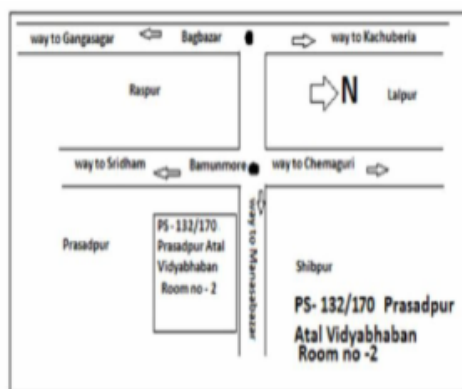 way to Gangasagar
Bagbazar
way to Kachuberia
Raspur
N
Lalpur
way to Sridham
Bamunmore
way to Chemaguri
way to Manasabazar
Prasadpur
PS - 132/170
Prasadpur Atal
Vidyabhaban
Room no - 2
Shibpur
PS- 132/170 Prasadpur
Atal Vidyabhaban
Room no -2